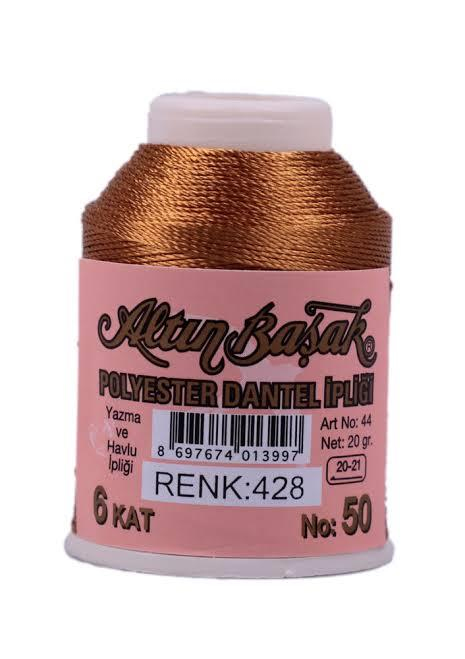 Altın Başak ®
POLYESTER DANTEL İPLİĞİ
Yazma
ve
Havlu
İpliği
8 697674 013997
Art No: 44
Net: 20 gr.
20-21
RENK:428
6 KAT
No: 50